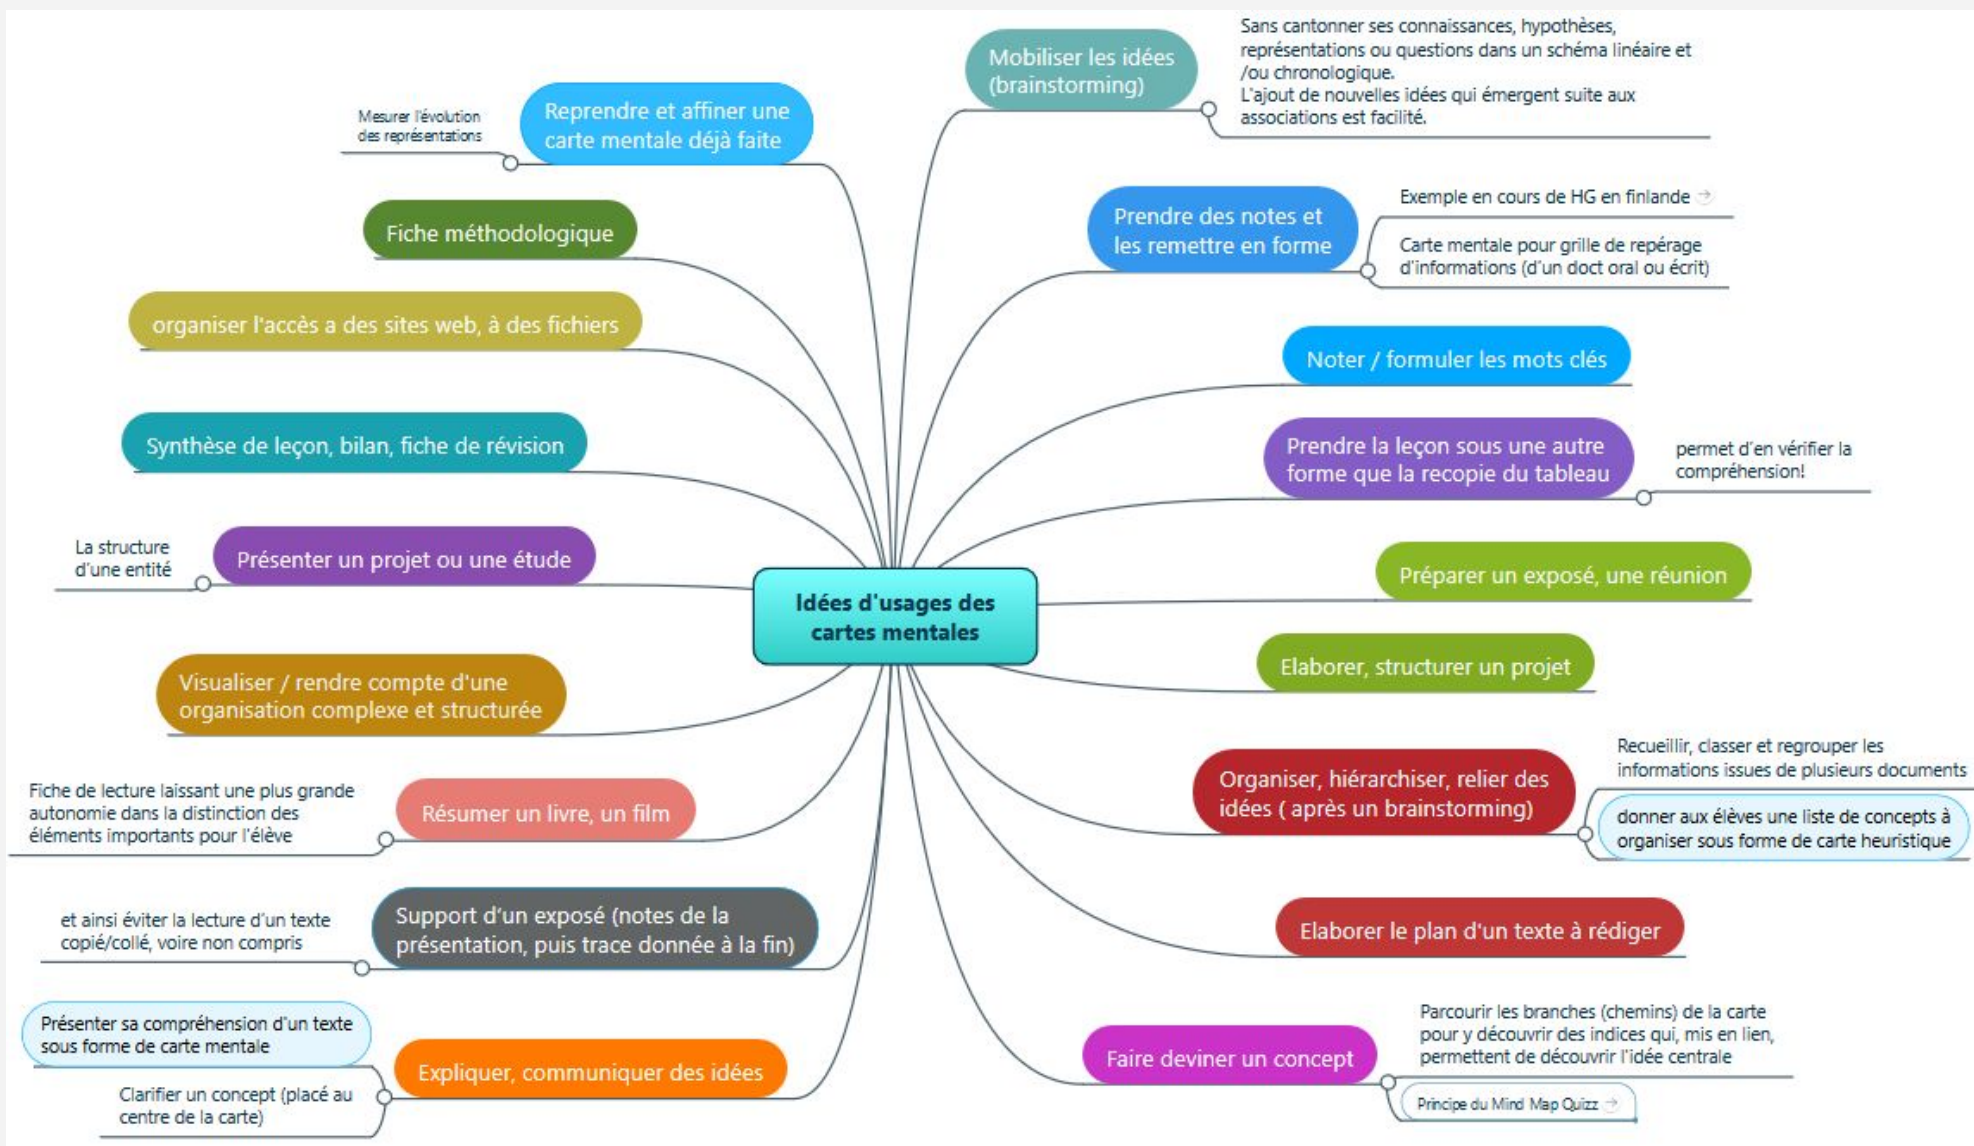 Idées d'usages des
cartes mentales
Mobiliser les idées
(brainstorming)
Sans cantonner ses connaissances, hypothèses,
représentations ou questions dans un schéma linéaire et
/ou chronologique.
L'ajout de nouvelles idées qui émergent suite aux
associations est facilité.
Prendre des notes et
les remettre en forme
Exemple en cours de HG en finlande
Carte mentale pour grille de repérage
d'informations (d'un doct oral ou écrit)
Noter / formuler les mots clés
Prendre la leçon sous une autre
forme que la recopie du tableau
permet d'en vérifier la
compréhension!
Préparer un exposé, une réunion
Elaborer, structurer un projet
Organiser, hiérarchiser, relier des
idées ( après un brainstorming)
Recueillir, classer et regrouper les
informations issues de plusieurs documents
donner aux élèves une liste de concepts à
organiser sous forme de carte heuristique
Elaborer le plan d'un texte à rédiger
Faire deviner un concept
Parcourir les branches (chemins) de la carte
pour y découvrir des indices qui, mis en lien,
permettent de découvrir l'idée centrale
Principe du Mind Map Quizz
Reprendre et affiner une
carte mentale déjà faite
Mesurer l'évolution
des représentations
Fiche méthodologique
organiser l'accès a des sites web, à des fichiers
Synthèse de leçon, bilan, fiche de révision
Présenter un projet ou une étude
La structure
d'une entité
Visualiser / rendre compte d'une
organisation complexe et structurée
Résumer un livre, un film
Fiche de lecture laissant une plus grande
autonomie dans la distinction des
éléments importants pour l'élève
Support d'un exposé (notes de la
présentation, puis trace donnée à la fin)
et ainsi éviter la lecture d'un texte
copié/collé, voire non compris
Expliquer, communiquer des idées
Présenter sa compréhension d'un texte
sous forme de carte mentale
Clarifier un concept (placé au
centre de la carte)